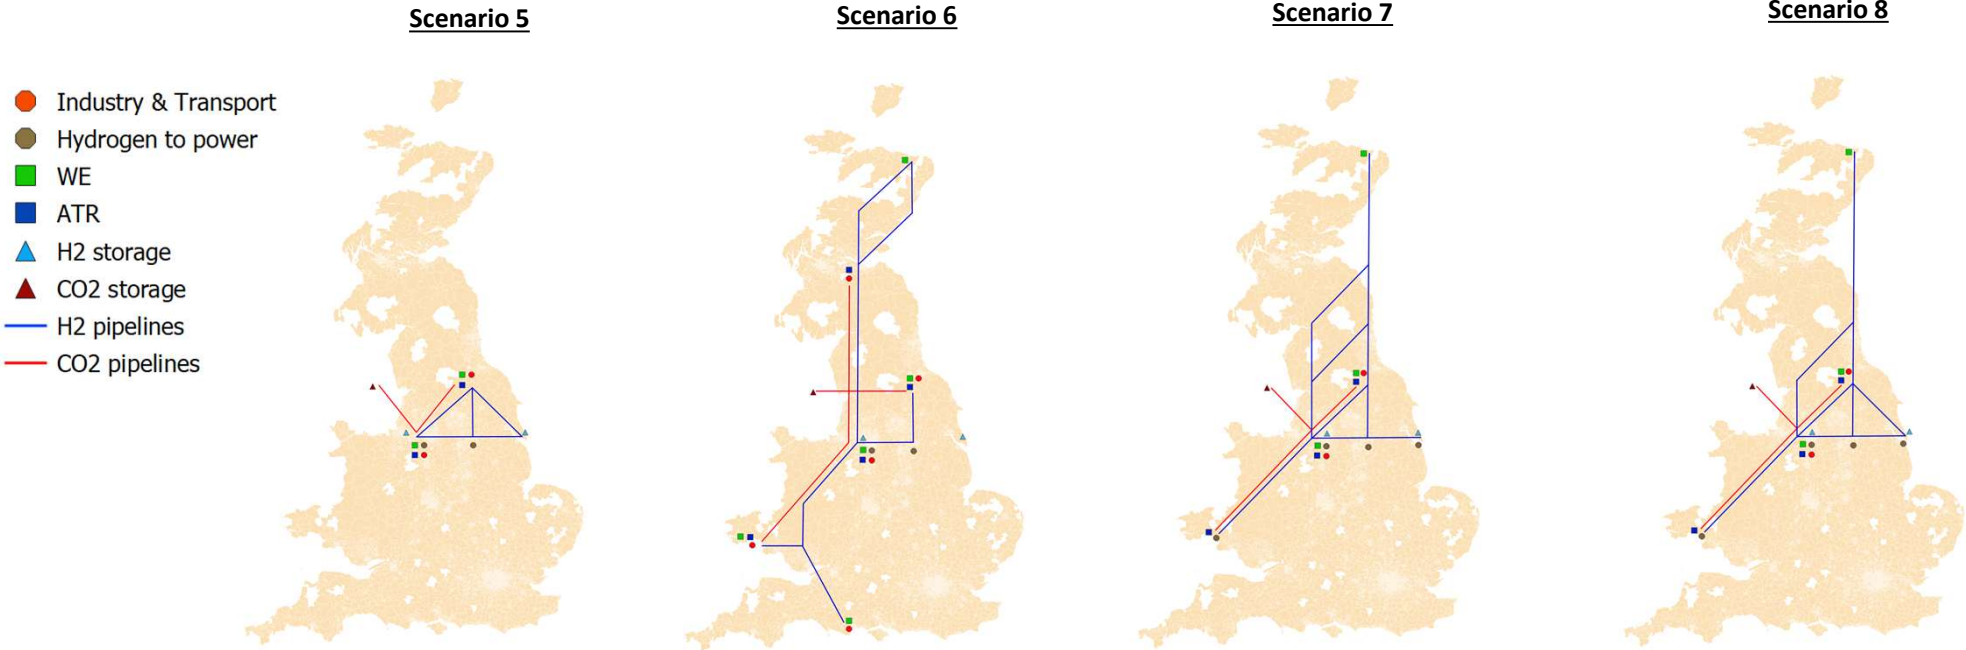 Scenario 5
Scenario 6
Scenario 7
Scenario 8
Industry & Transport
Hydrogen to power
WE
ATR
H2 storage
CO2 storage
H2 pipelines
CO2 pipelines